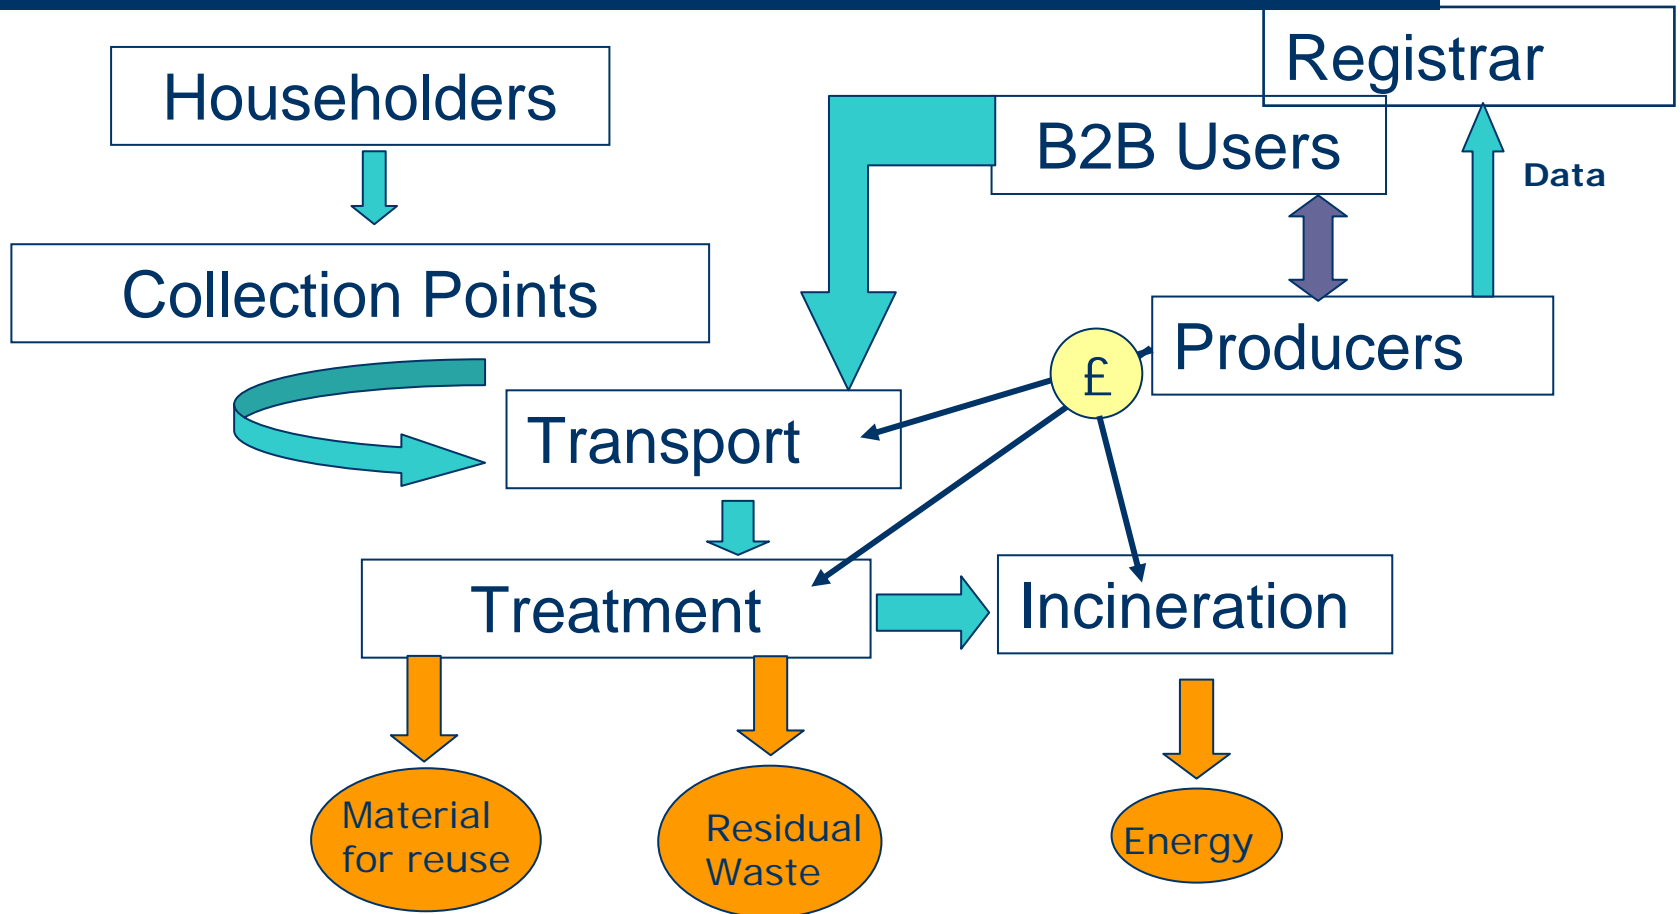 Registrar
Householders
B2B Users
Data
Collection Points
Producers
£
Transport
Treatment
Incineration
Material
for reuse
Residual
Waste
Energy